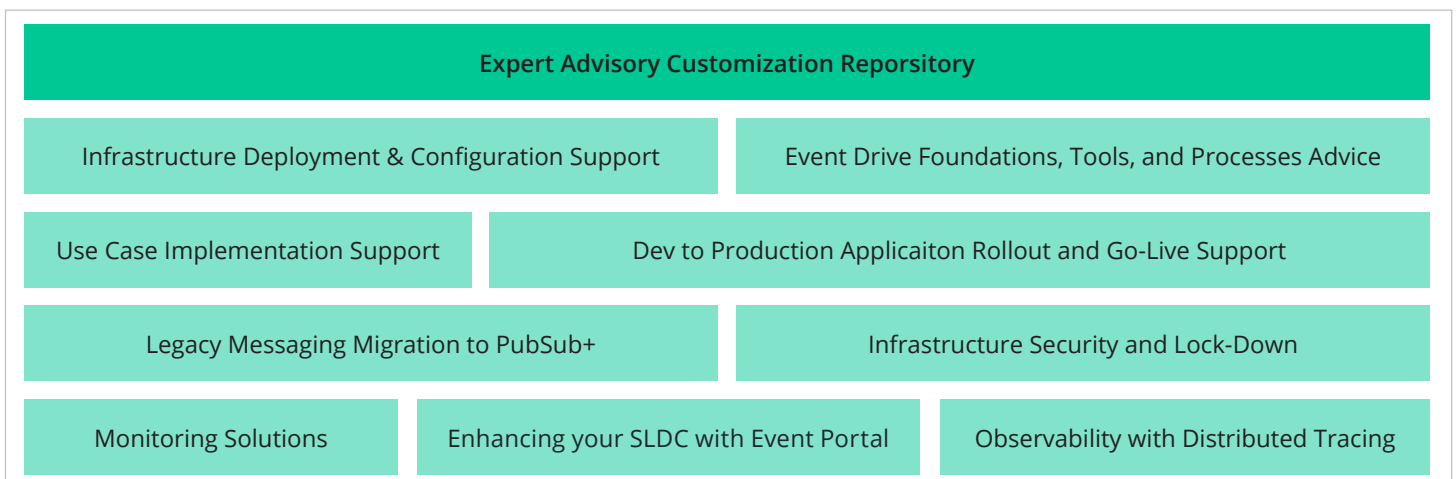 Expert Advisory Customization Reporsitory
Infrastructure Deployment & Configuration Support
Event Drive Foundations, Tools, and Processes Advice
Use Case Implementation Support
Dev to Production Applicaiton Rollout and Go-Live Support
Legacy Messaging Migration to PubSub+
Infrastructure Security and Lock-Down
Monitoring Solutions
Enhancing your SLDC with Event Portal
Observability with Distributed Tracing